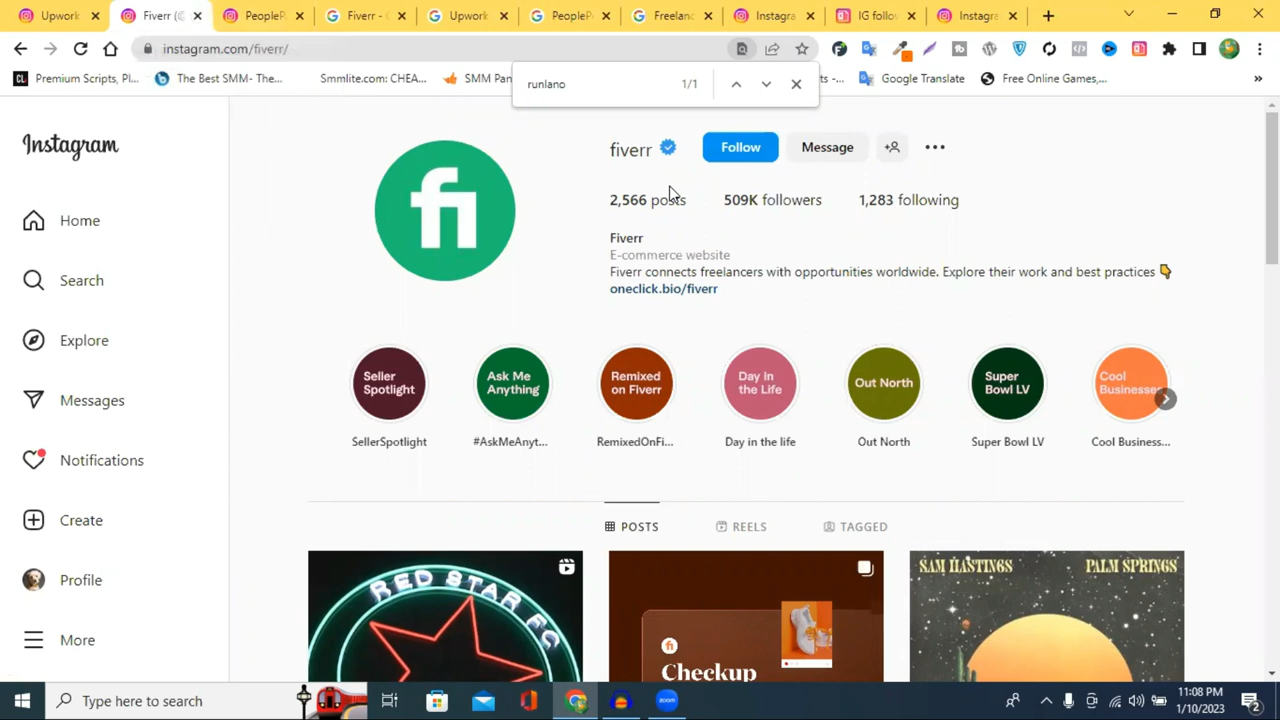 Upwork
Fiverr (@
PeopleP
Fiverr - G
Upwork
PeopleP
Freelanc
Instagra
IG follow
Instagra
instagram.com/fiverr/
Premium Scripts, Pl...
The Best SMM- The...
Smmlite.com: CHEA...
SMM Pan
Google Translate
Free Online Games,...
runlano
1/1
Instagram
Home
Search
Explore
Messages
Notifications
Create
Profile
More
fi
fiverr
Follow
Message
2,566 posts
509K followers
1,283 following
Fiverr
E-commerce website
Fiverr connects freelancers with opportunities worldwide. Explore their work and best practices
oneclick.bio/fiverr
Seller
Spotlight
Ask Me
Anything
Remixed
on Fiverr
Day in
the Life
Out North
Super
Bowl LV
Cool
Businesses
SellerSpotlight
#AskMeAnyt...
RemixedOnFi...
Day in the life
Out North
Super Bowl LV
Cool Business...
POSTS
REELS
TAGGED
RED STAR FC
fi
Checkup
SAM HASTINGS
PALM SPRINGS
Type here to search
zoom
11:08 PM
1/10/2023
2